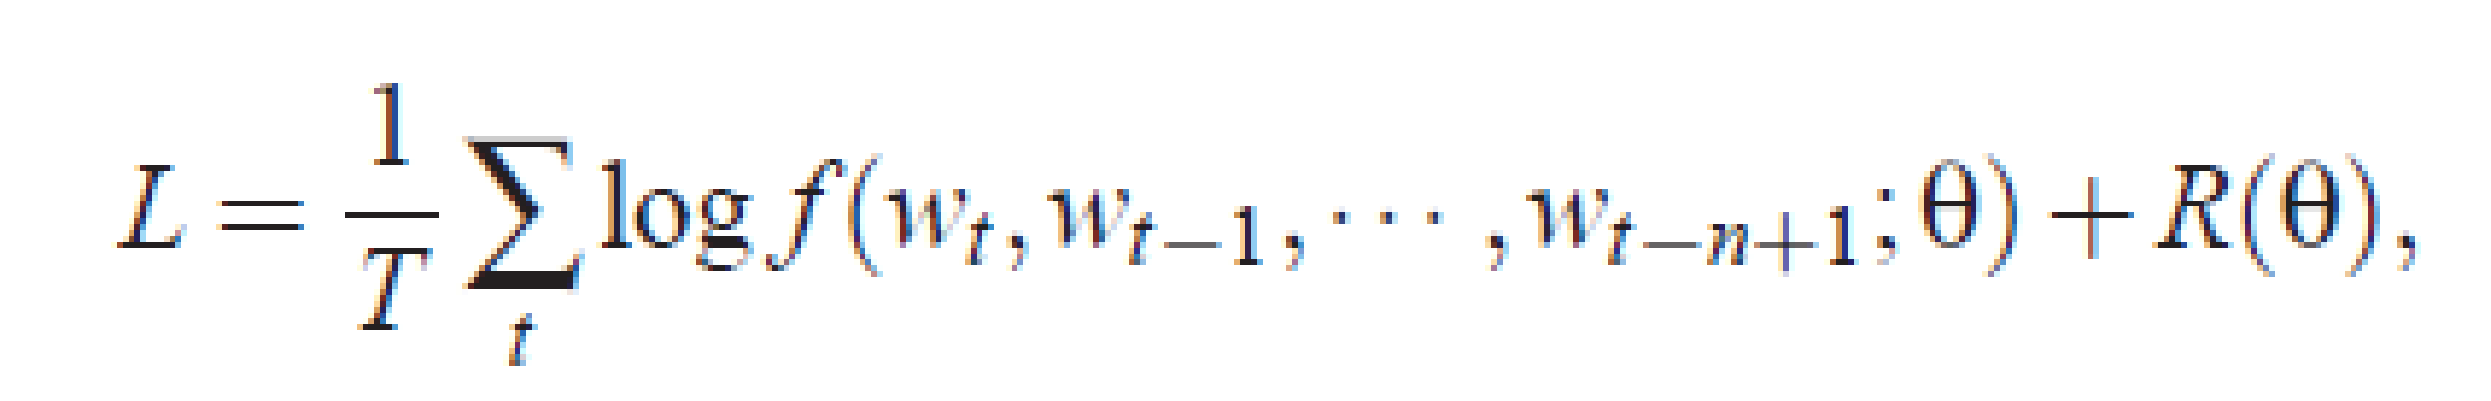 L = \frac{1}{T} \sum_{t} \log f(w_t, w_{t-1}, \cdots, w_{t-n+1}; \theta) + R(\theta),